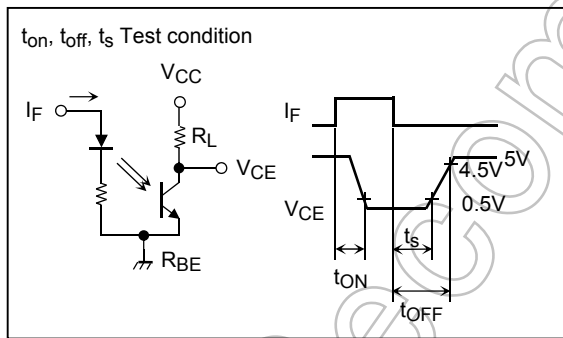 ton, toff, ts Test condition
VCC
IF
RL
VCE
RBE
IF
VCE
5V
4.5V
0.5V
ts
tON
tOFF